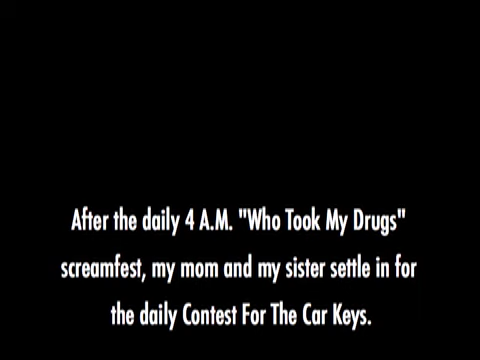 After the daily 4 A.M. "Who Took My Drugs"
screamfest, my mom and my sister settle in for
the daily Contest For The Car Keys.